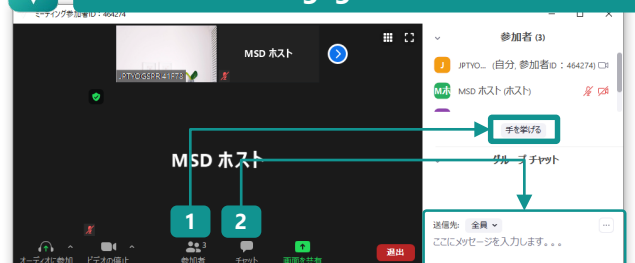 ミーティング参加者ID：464274
JPTYOGSPR 41F78
MSD ホスト
MSD ホスト
1
2
3
オーディオに参加
ビデオの停止
参加者
チャット
画面を共有
退出
参加者 (3)
J
JPTYO... (自分, 参加者ID：464274)
Mホ
MSD ホスト (ホスト)
手を挙げる
グループチャット
送信先: 全員
...
ここにメッセージを入力します。。。